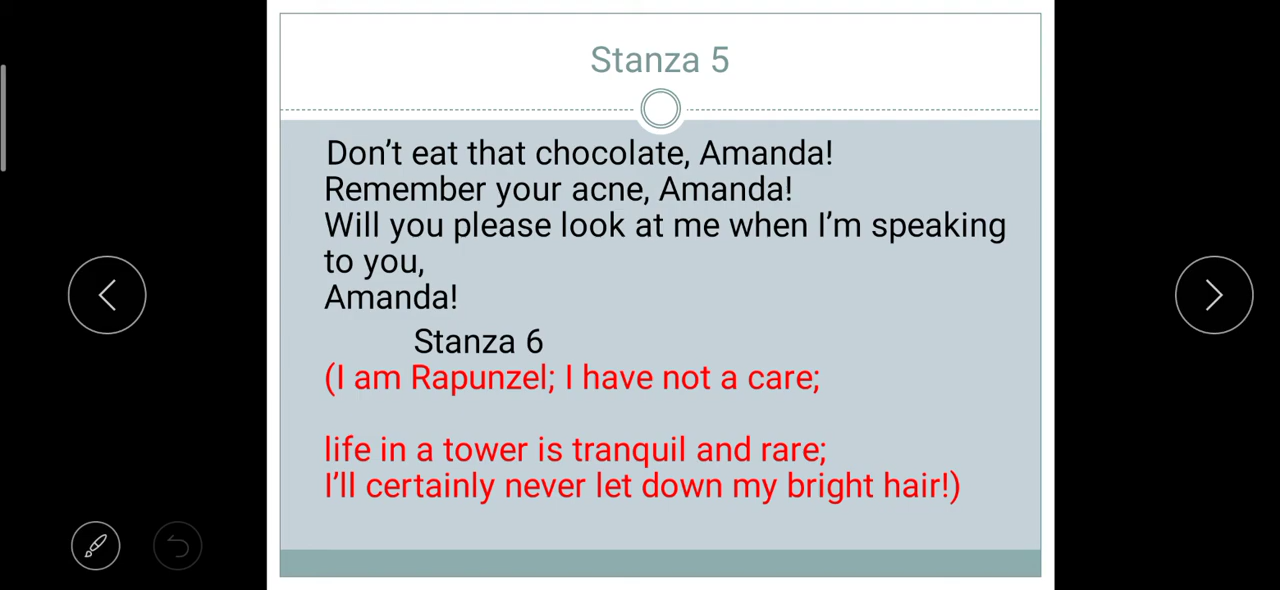 Stanza 5
Don’t eat that chocolate, Amanda!
Remember your acne, Amanda!
Will you please look at me when I’m speaking
to you,
Amanda!
Stanza 6
(I am Rapunzel; I have not a care;
life in a tower is tranquil and rare;
I’ll certainly never let down my bright hair!)